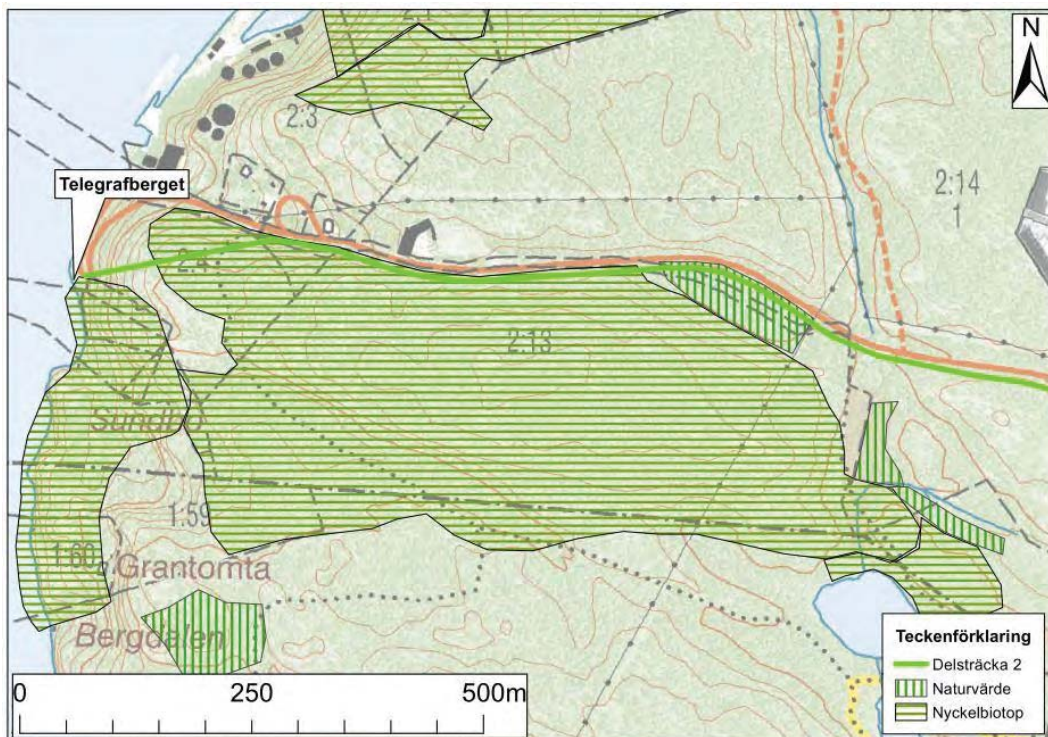 N
2:3
2:14
1
Telegrafberget
2:4
2:13
Sundbo
1:59
1:60
Grantomta
Bergdalen
Teckenförklaring
Delsträcka 2
Naturvärde
Nyckelbiotop
0
250
500m